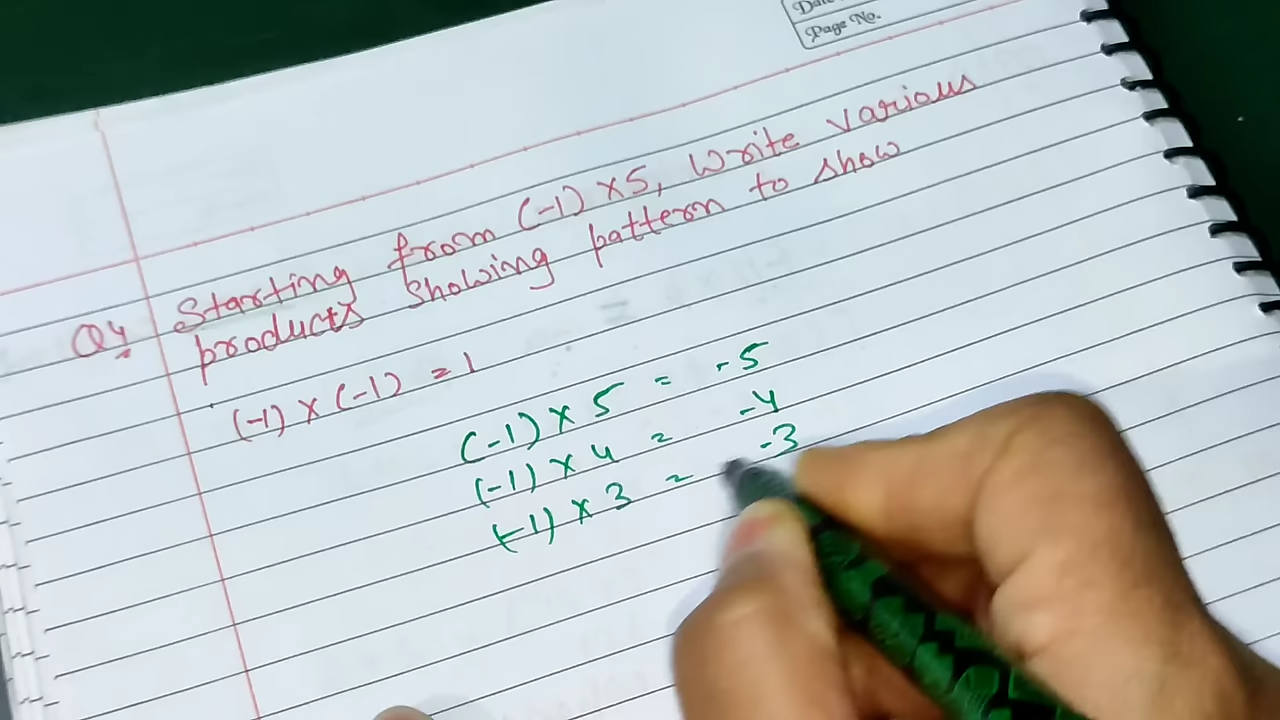 Date
Page No.
Q4 Starting from (-1) x 5, Write various
products showing pattern to show
(-1) x (-1) = 1
(-1) x 5 = -5
(-1) x 4 = -4
(-1) x 3 = -3